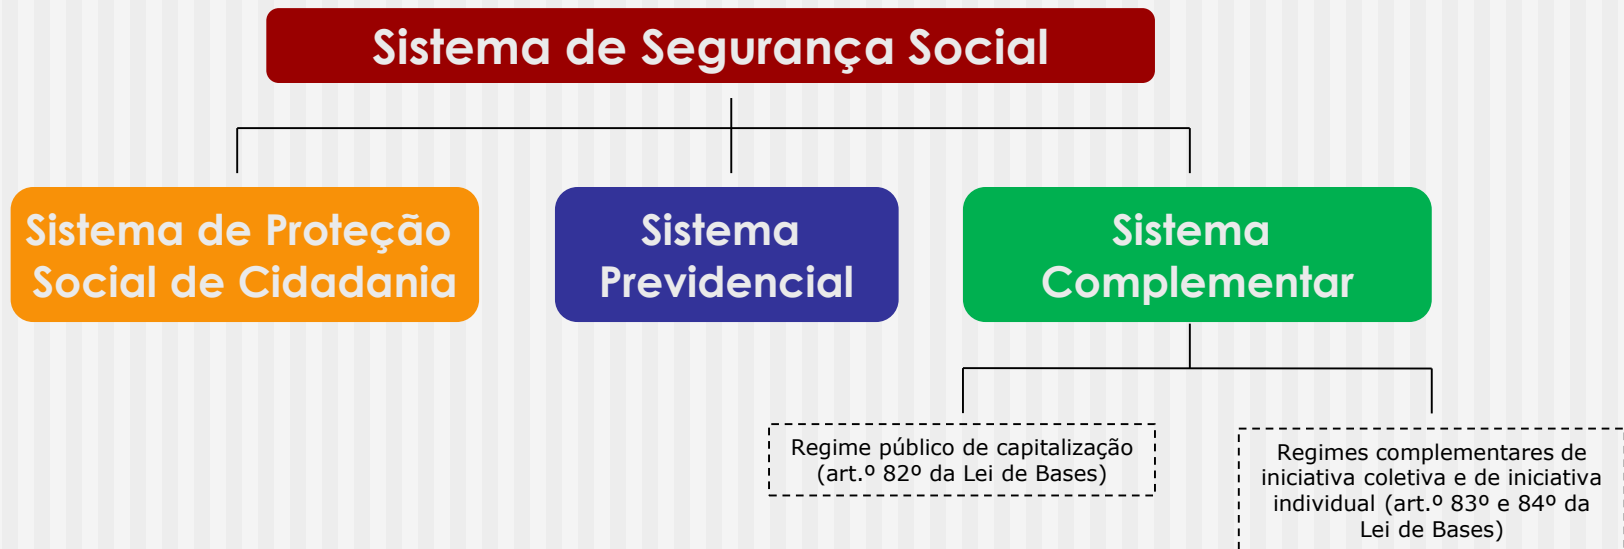 Sistema de Segurança Social
Sistema de Proteção
Social de Cidadania
Sistema
Previdencial
Sistema
Complementar
Regime público de capitalização
(art.º 82º da Lei de Bases)
Regimes complementares de
iniciativa coletiva e de iniciativa
individual (art.º 83º e 84º da
Lei de Bases)